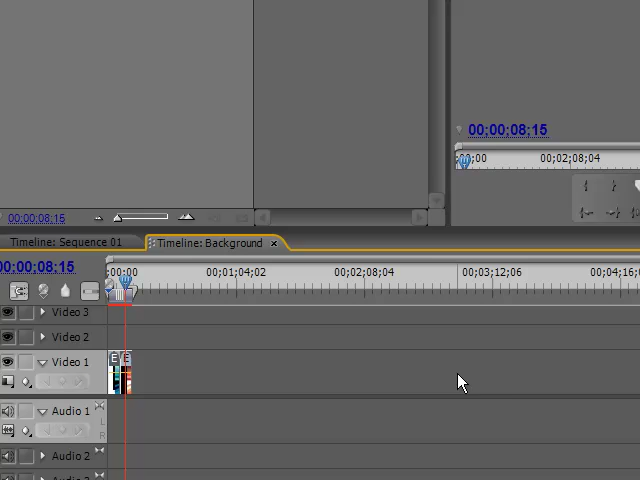 00;00;08;15
;00;00 00;02;08;04
00:00:08:15
Timeline: Sequence 01 Timeline: Background ×
00;00;08;15
;00;00 00;01;04;02 00;02;08;04 00;03;12;06 00;04;16;
Video 3
Video 2
Video 1 E E
Audio 1 L
R
Audio 2